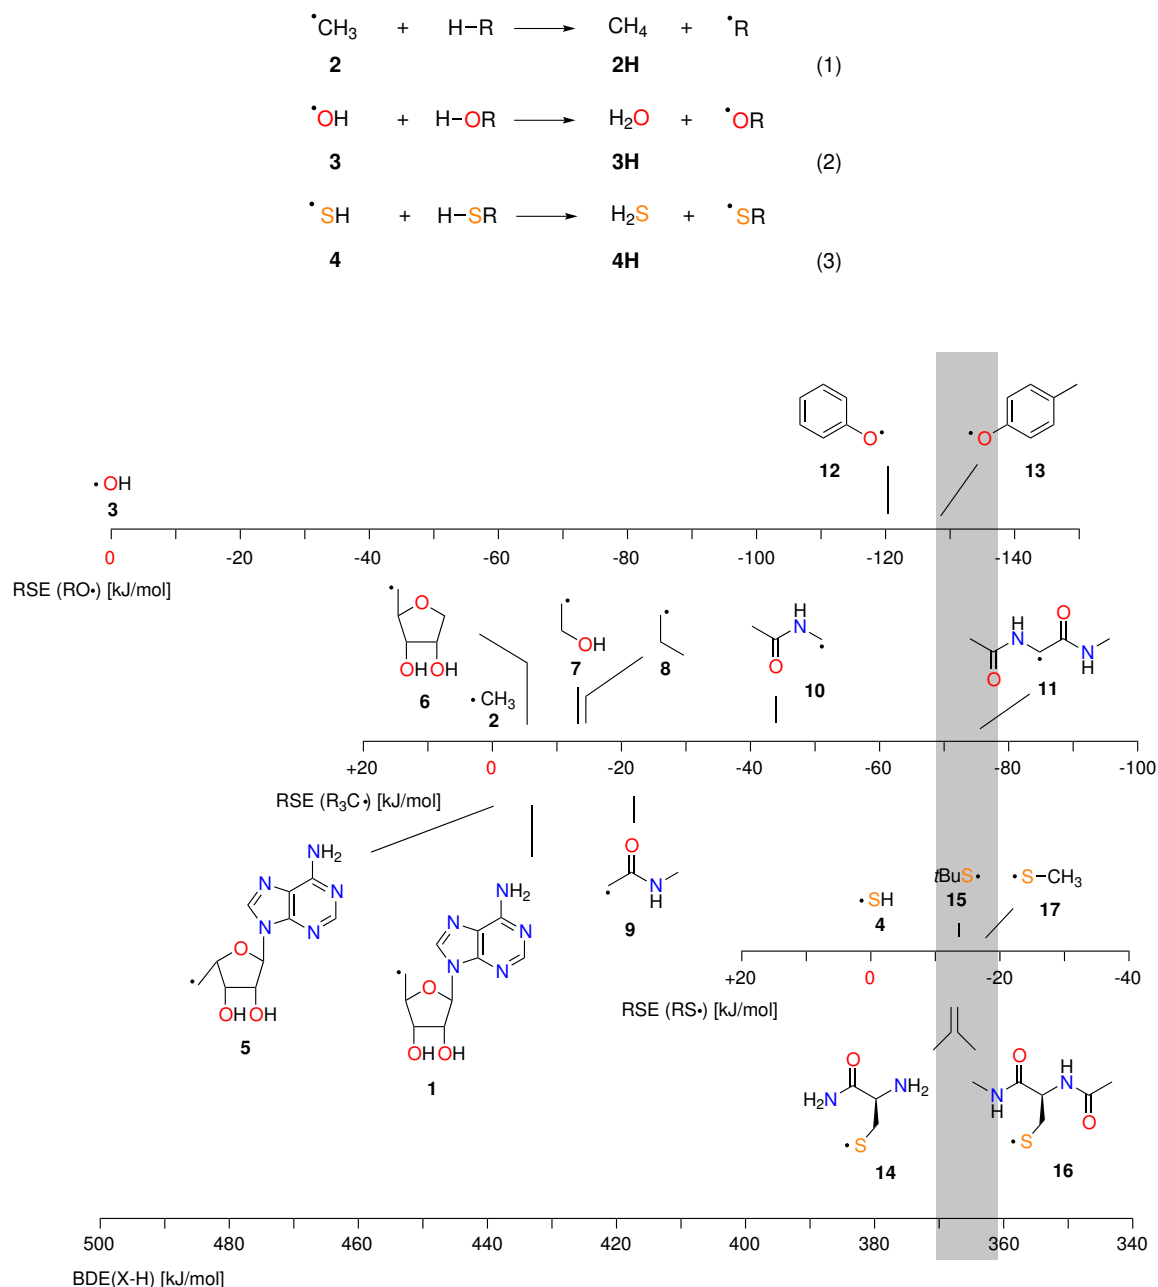 •CH3 + H–R → CH4 + •R
2 2H (1)
•OH + H–OR → H2O + •OR
3 3H (2)
•SH + H–SR → H2S + •SR
4 4H (3)
O• •O
12 13
•OH
3
0 -20 -40 -60 -80 -100 -120 -140
RSE (RO•) [kJ/mol]
O OH OH
6
•CH3
2
OH
7
8
H N O
10
H N O O N H
11
+20 0 -20 -40 -60 -80 -100
RSE (R3C•) [kJ/mol]
NH2 N N N N O OH OH
5
NH2 N N N N O OH OH
1
O N H
9
•SH
4
tBuS•
15
•S–CH3
17
+20 0 -20 -40
RSE (RS•) [kJ/mol]
O H2N NH2 •S
14
O H N N H O •S
16
500 480 460 440 420 400 380 360 340
BDE(X-H) [kJ/mol]